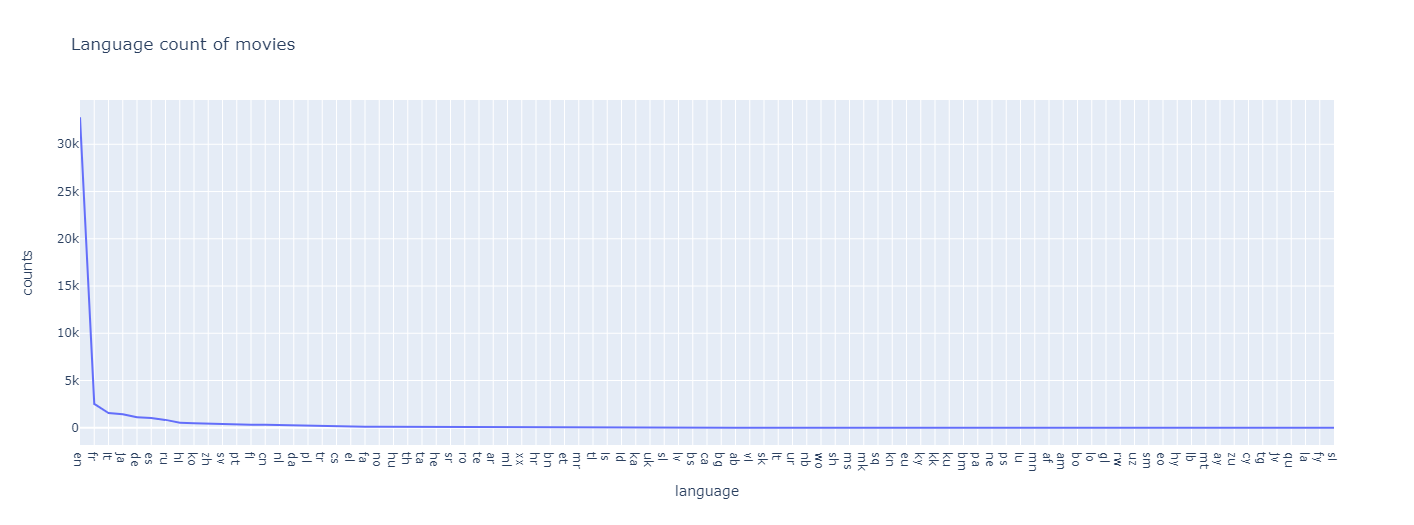 Language count of movies
30k
25k
20k
15k
10k
5k
0
counts
en fr it ja de es ru hi ko zh sv pt fi cn nl da pl tr cs el fa no hu th ta he sr ro te ar ml xx hr bn et mr tl is id ka uk sl lv bs ca bg ab vi sk lt ur nb wo sh ms mk sq kn eu ky kk ku bm pa ne ps iu mn af am bo lo gl rw uz sm eo hy lb mt ay zu cy tg jv qu la fy si
language